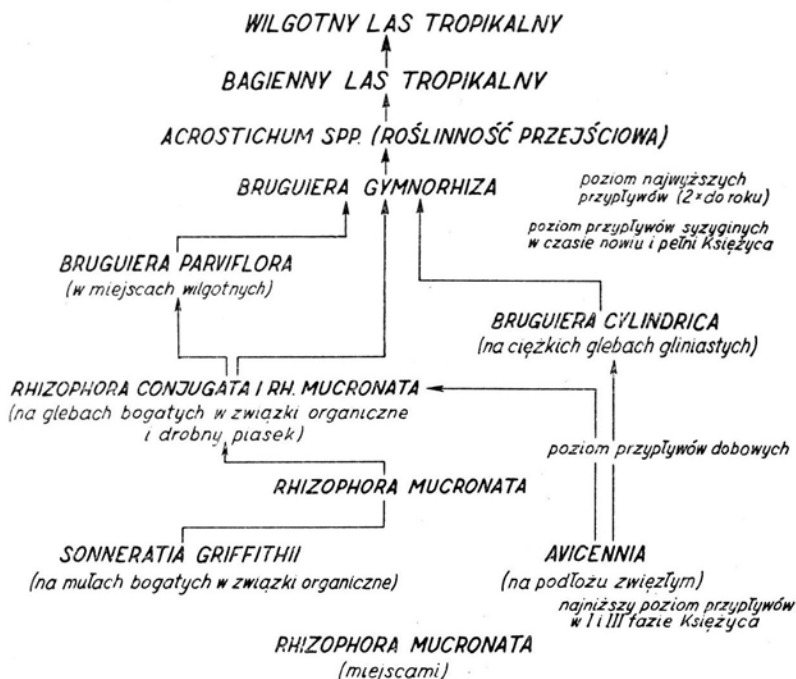 WILGOTNY LAS TROPIKALNY
BAGIENNY LAS TROPIKALNY
ACROSTICHUM SPP. (ROŚLINNOŚĆ PRZEJŚCIOWA)
BRUGUIERA GYMNORHIZA
poziom najwyższych
przypływów (2 x do roku)
poziom przypływów syzyginych
w czasie nowiu i pełni Księżyca
BRUGUIERA PARVIFLORA
(w miejscach wilgotnych)
BRUGUIERA CYLINDRICA
(na ciężkich glebach gliniastych)
RHIZOPHORA CONJUGATA I RH. MUCRONATA
(na glebach bogatych w związki organiczne
i drobny piasek)
poziom przypływów dobowych
RHIZOPHORA MUCRONATA
SONNERATIA GRIFFITHII
(na mułach bogatych w związki organiczne)
AVICENNIA
(na podłożu zwięzłym)
najniższy poziom przypływów
w I i III fazie Księżyca
RHIZOPHORA MUCRONATA
(miejscami)